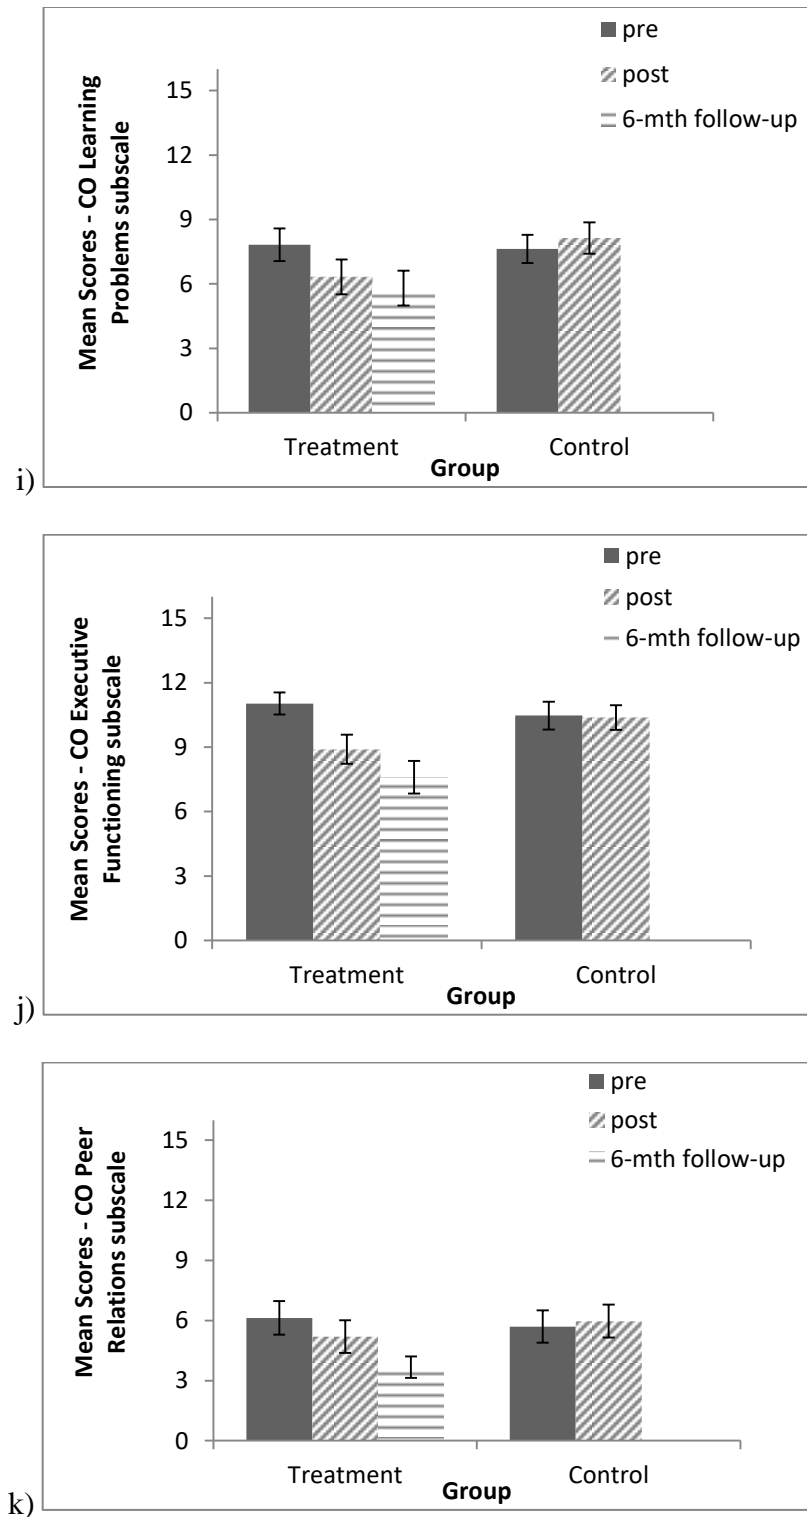 pre
post
6-mth follow-up
Mean Scores - CO Learning
Problems subscale
15
12
9
6
3
0
Treatment
Control
Group
i)
pre
post
6-mth follow-up
Mean Scores - CO Executive
Functioning subscale
15
12
9
6
3
0
Treatment
Control
Group
j)
pre
post
6-mth follow-up
Mean Scores - CO Peer
Relations subscale
15
12
9
6
3
0
Treatment
Control
Group
k)